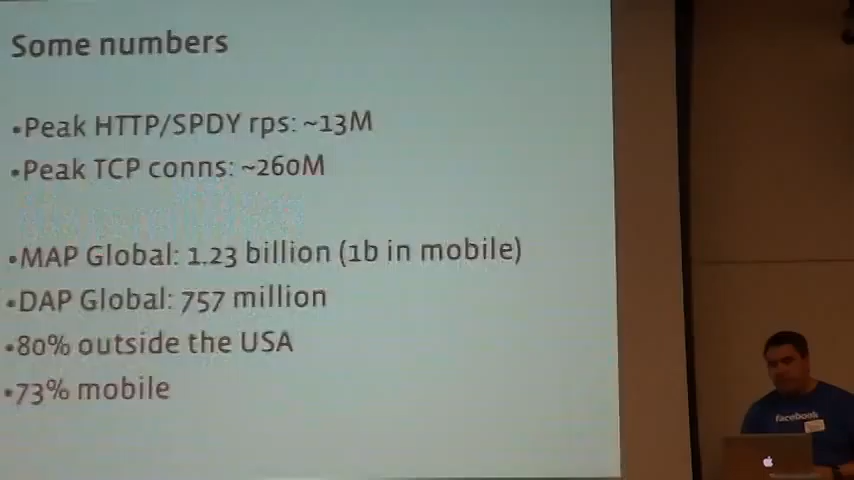 Some numbers
•Peak HTTP/SPDY rps: ~13M
•Peak TCP conns: ~260M
•MAP Global: 1.23 billion (1b in mobile)
•DAP Global: 757 million
•80% outside the USA
•73% mobile
facebook